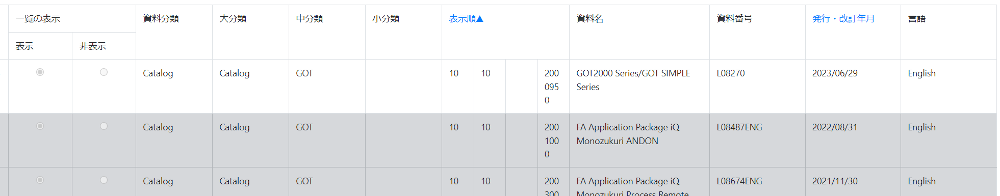 一覧の表示 資料分類 大分類 中分類 小分類 表示順▲ 資料名 資料番号 発行・改訂年月 言語
表示 非表示
Catalog Catalog GOT 10 10 200 GOT2000 Series/GOT SIMPLE L08270 2023/06/29 English
095 Series
0
Catalog Catalog GOT 10 10 200 FA Application Package iQ L08487ENG 2022/08/31 English
100 Monozukuri ANDON
0
Catalog Catalog GOT 10 10 200 FA Application Package iQ L08674ENG 2021/11/30 English
300 Monozukuri Process Remote